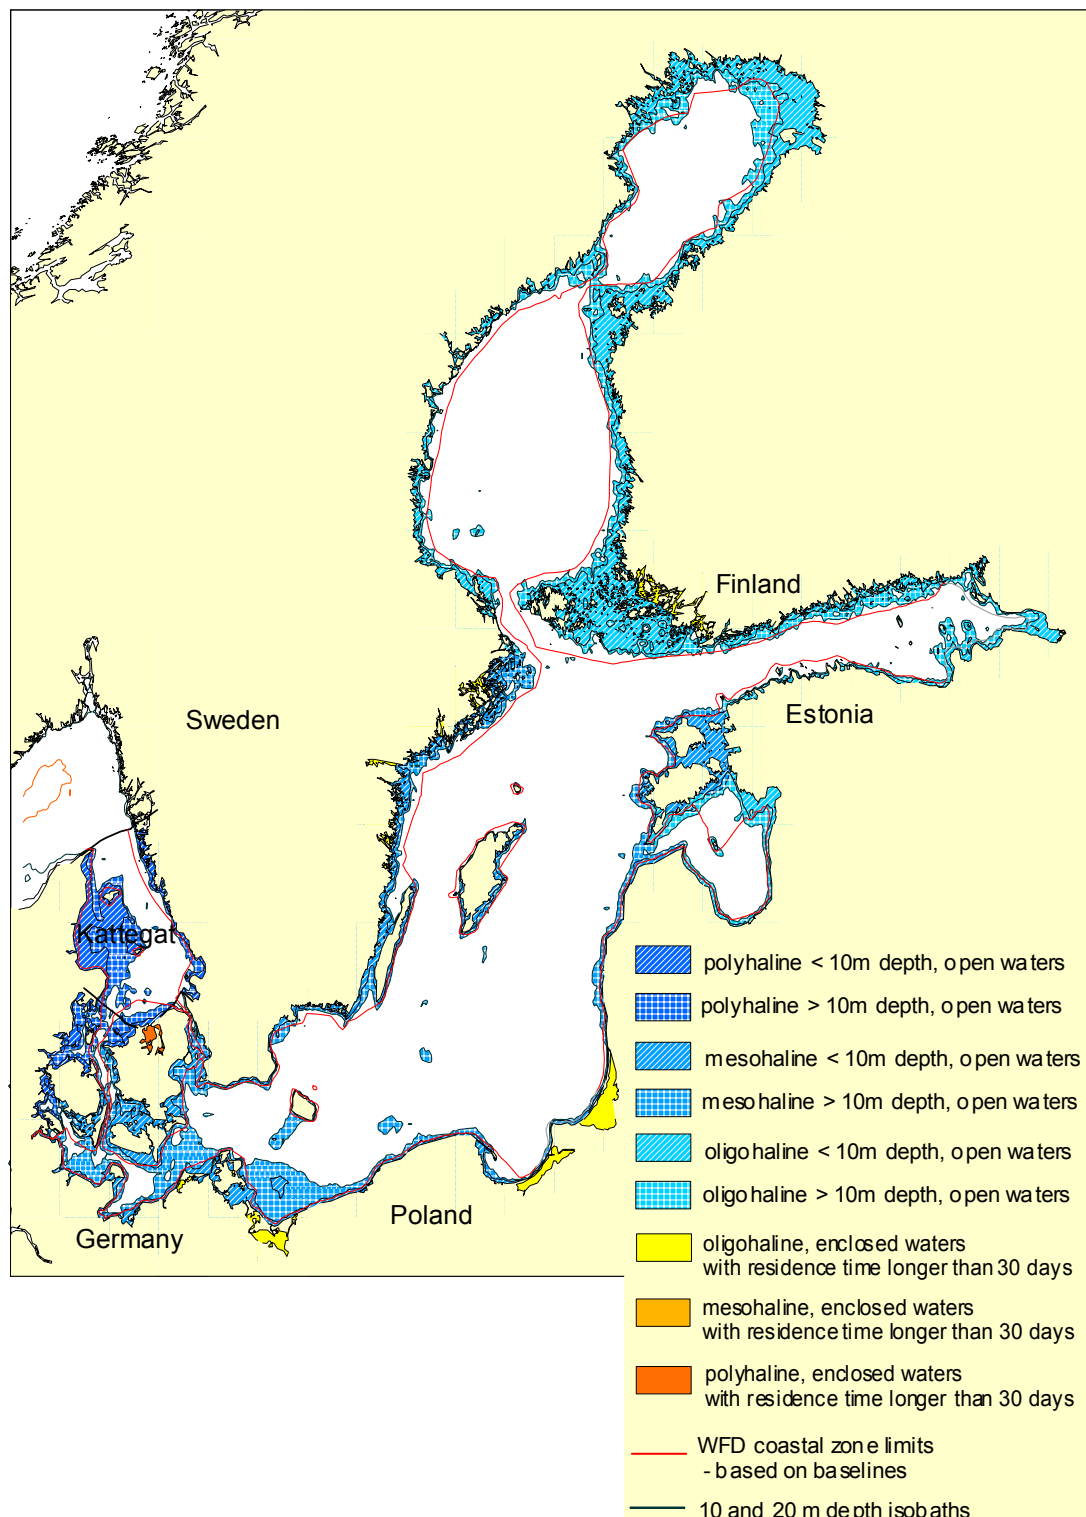 Finland
Sweden
Estonia
Kattegat
polyhaline < 10m depth, open waters
polyhaline > 10m depth, open waters
mesohaline < 10m depth, open waters
mesohaline > 10m depth, open waters
oligohaline < 10m depth, open waters
oligohaline > 10m depth, open waters
Poland
Germany
oligohaline, enclosed waters
with residence time longer than 30 days
mesohaline, enclosed waters
with residence time longer than 30 days
polyhaline, enclosed waters
with residence time longer than 30 days
WFD coastal zone limits
- based on baselines
10 and 20 m depth isobaths